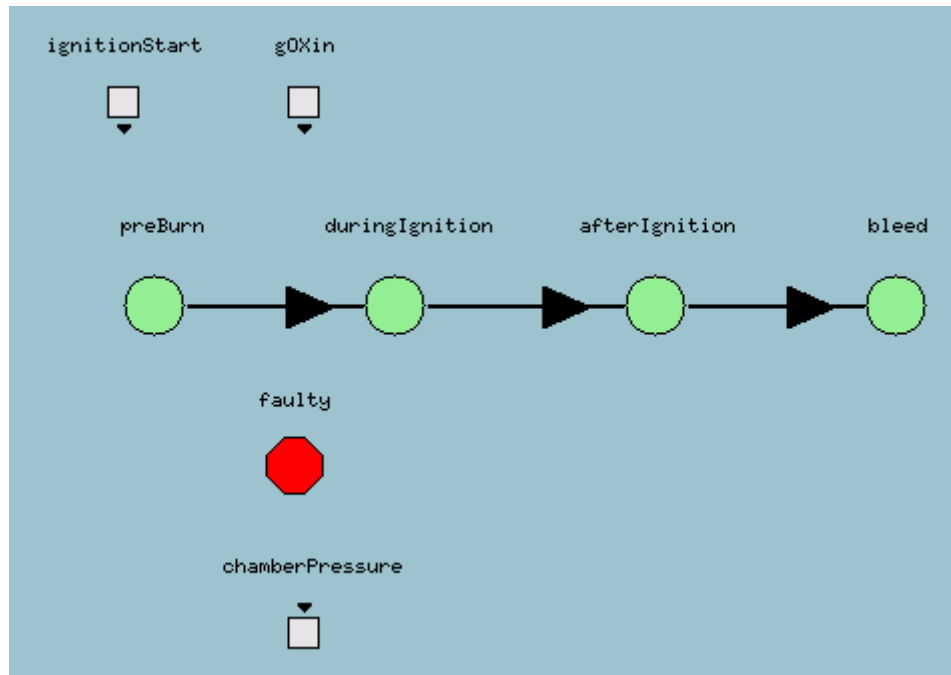 ignitionStart
gOXin
preBurn
duringIgnition
afterIgnition
bleed
faulty
chamberPressure